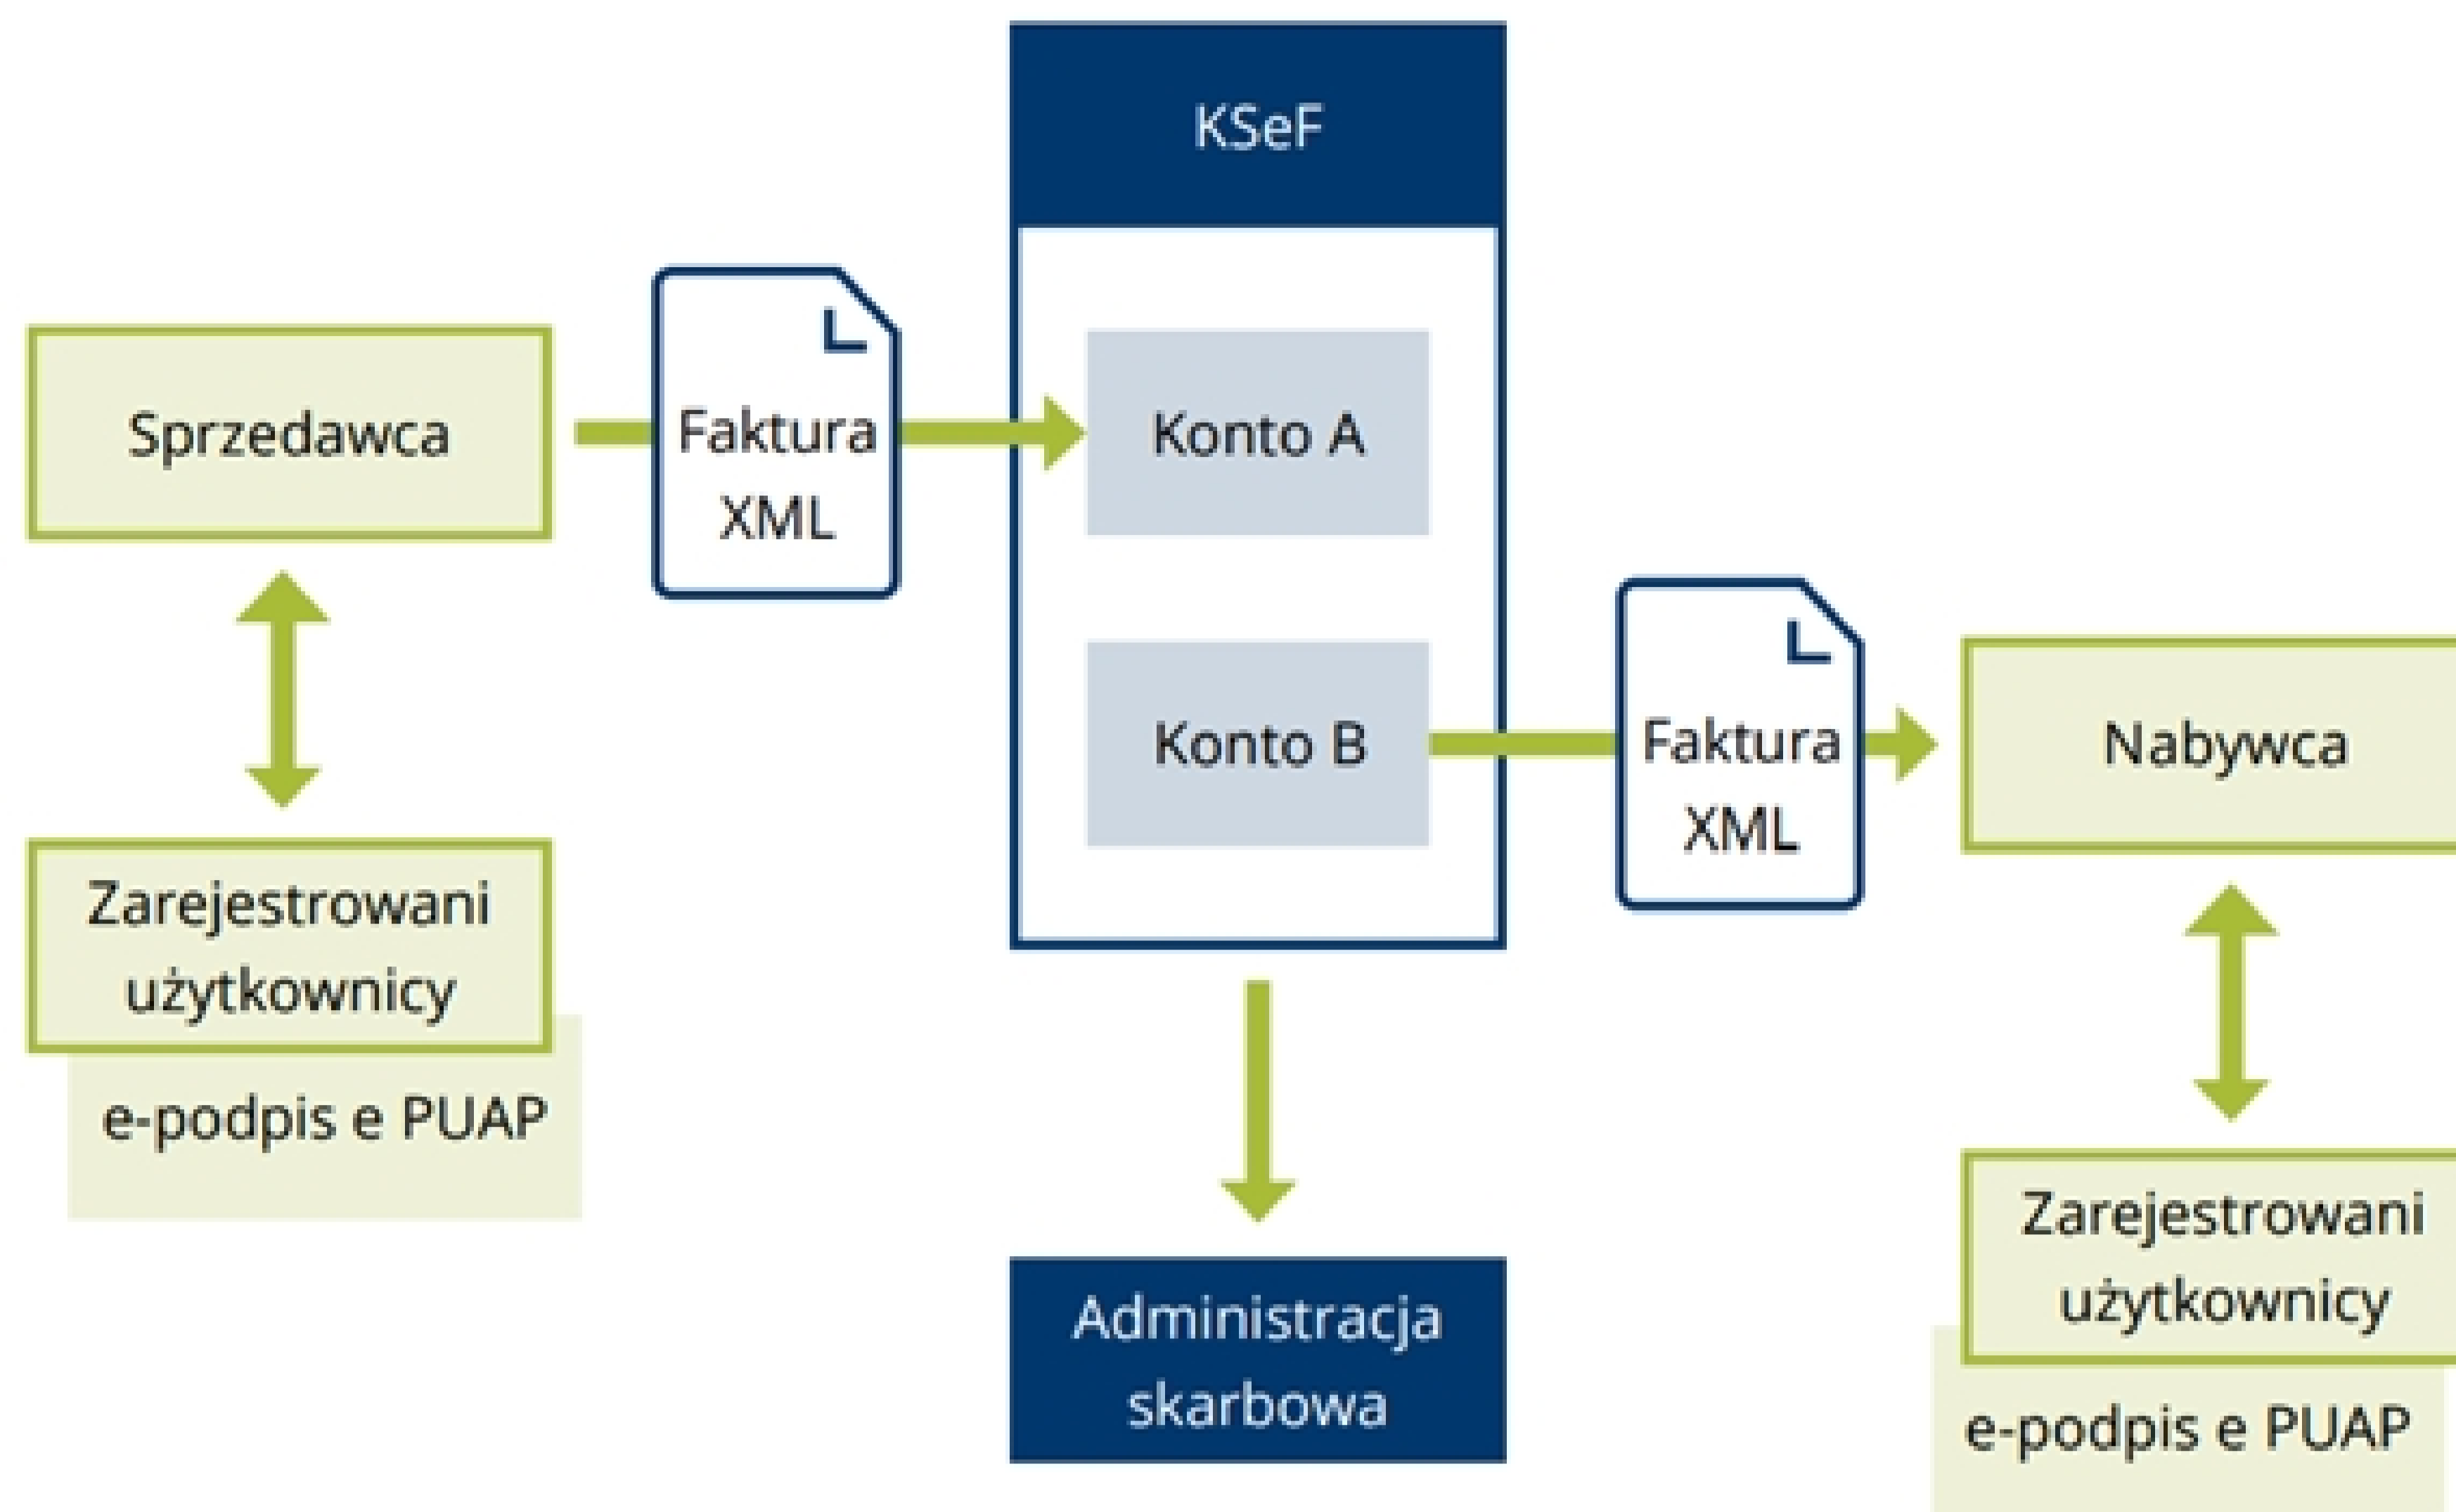 KSeF
Sprzedawca
Faktura
XML
Konto A
Konto B
Faktura
XML
Nabywca
Zarejestrowani
użytkownicy
e-podpis e PUAP
Administracja
skarbowa
Zarejestrowani
użytkownicy
e-podpis e PUAP